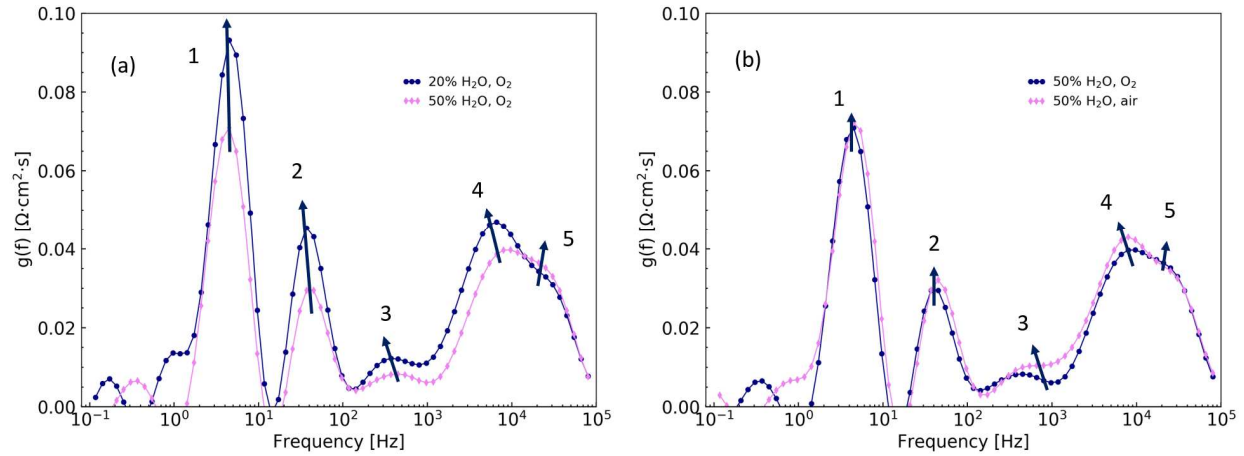 (a)
20% H₂O, O₂
50% H₂O, O₂
1
2
3
4
5
g(f) [Ω·cm²·s]
0.10
0.08
0.06
0.04
0.02
0.00
10⁻¹ 10⁰ 10¹ 10² 10³ 10⁴ 10⁵
Frequency [Hz]
(b)
50% H₂O, O₂
50% H₂O, air
1
2
3
4
5
g(f) [Ω·cm²·s]
0.10
0.08
0.06
0.04
0.02
0.00
10⁻¹ 10⁰ 10¹ 10² 10³ 10⁴ 10⁵
Frequency [Hz]